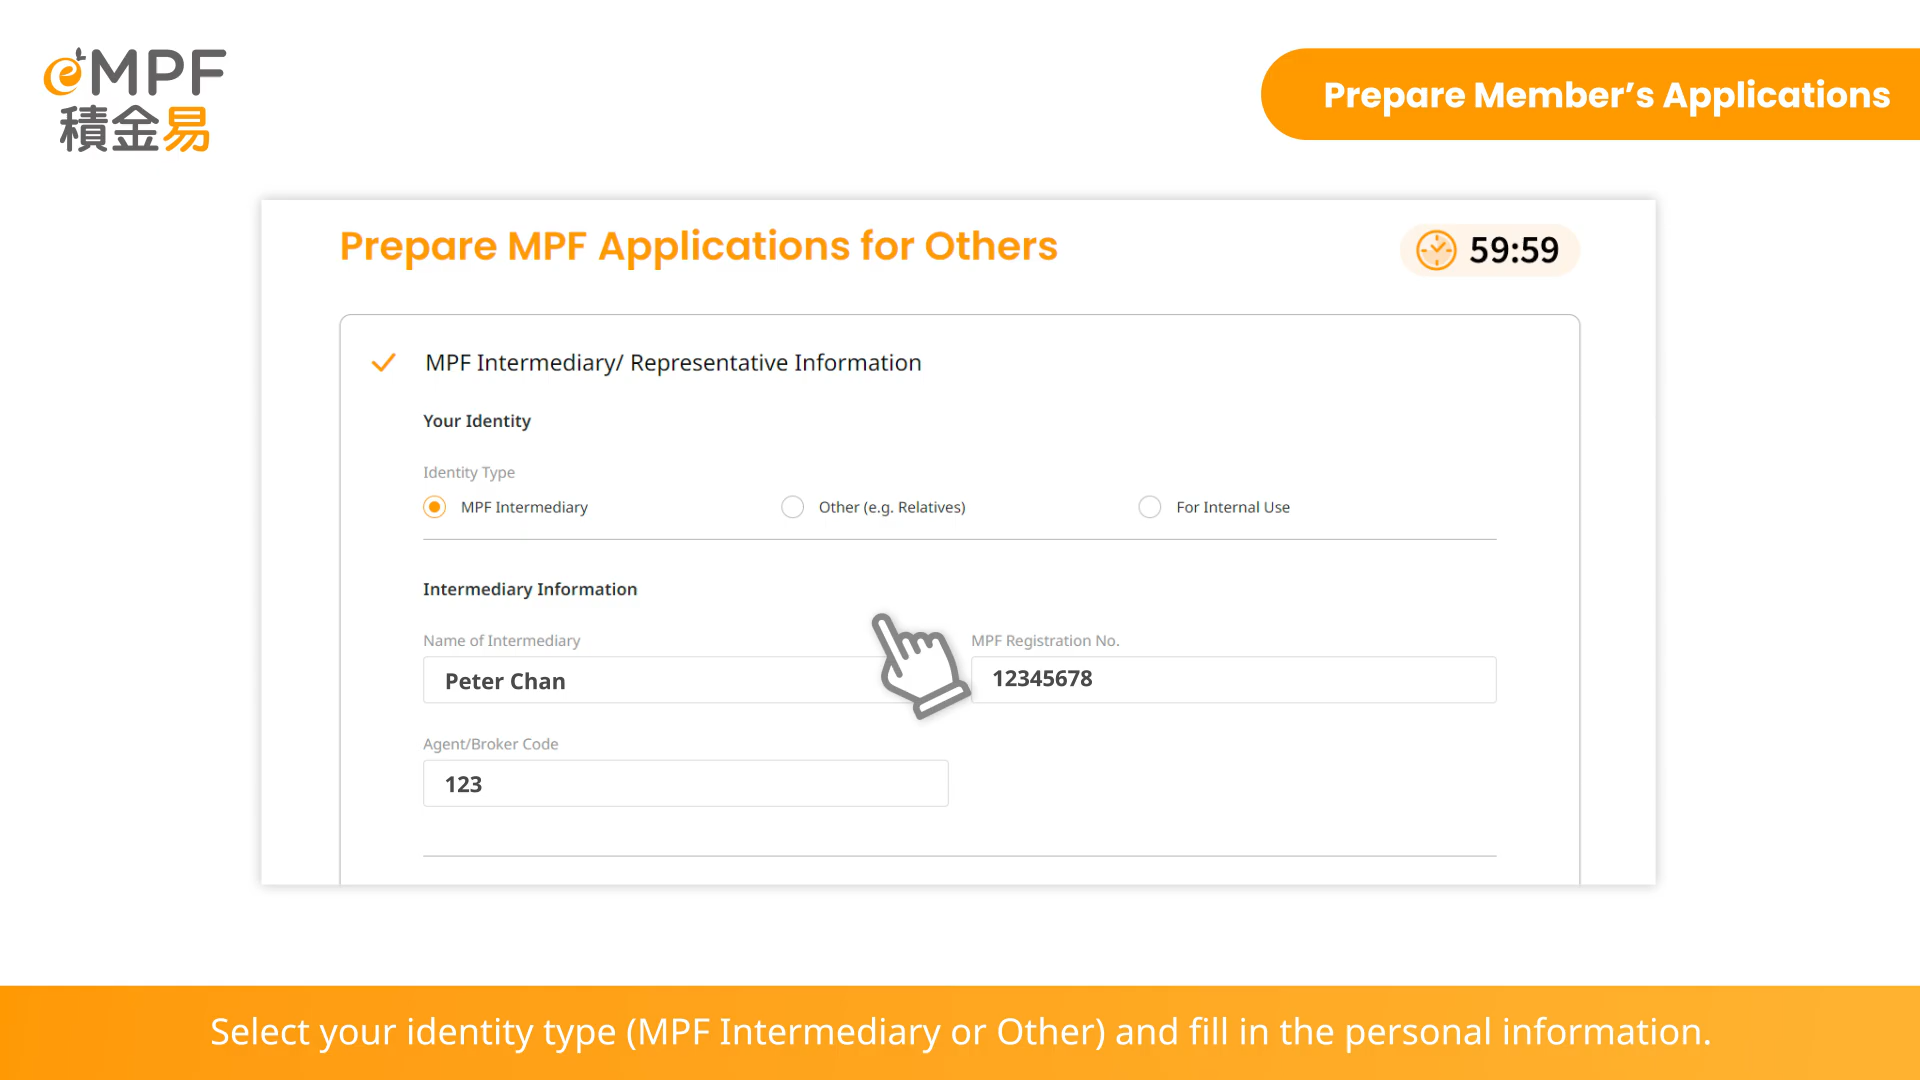 eMPF
積金易
Prepare Member’s Applications
Prepare MPF Applications for Others
59:59
MPF Intermediary/ Representative Information
Your Identity
Identity Type
MPF Intermediary
Other (e.g. Relatives)
For Internal Use
Intermediary Information
Name of Intermediary
MPF Registration No.
Peter Chan
12345678
Agent/Broker Code
123
Select your identity type (MPF Intermediary or Other) and fill in the personal information.